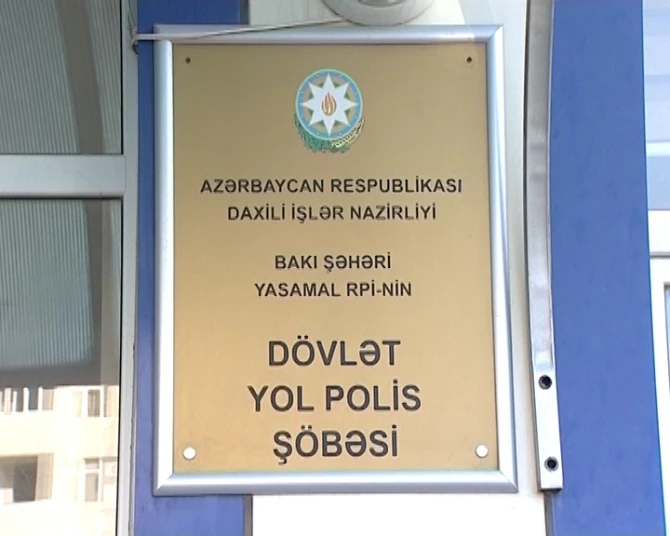 AZƏRBAYCAN RESPUBLİKASI
DAXİLİ İŞLƏR NAZİRLİYİ
BAKI ŞƏHƏRİ
YASAMAL RPİ-NİN
DÖVLƏT
YOL POLİS
ŞÖBƏSİ